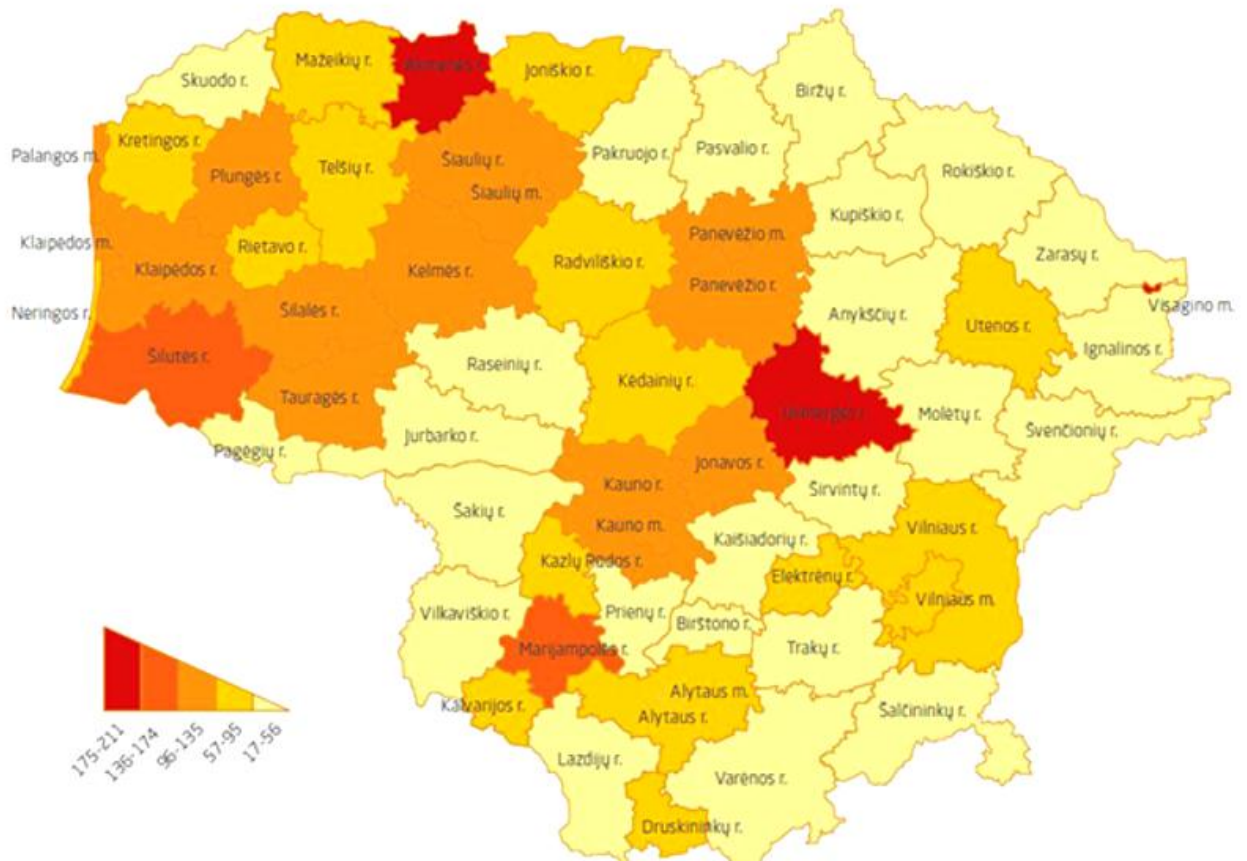 Mažeikių r.
Joniškio r.
Skuodo r.
Biržų r.
Kretingos r.
Palangos m.
Plungės r.
Telšių r.
Šiaulių r.
Šiaulių m.
Pakruojo r.
Pasvalio r.
Rokiškio r.
Kupiškio r.
Panevėžio m.
Klaipėdos m.
Rietavo r.
Klaipėdos r.
Kelmės r.
Radviliškio r.
Zarasų r.
Panevėžio r.
Neringos r.
Šilalės r.
Anykščių r.
Utenos r.
Visagino m.
Ignalinos r.
Šilutės r.
Raseinių r.
Kėdainių r.
Tauragės r.
Molėtų r.
Pagėgių r.
Jurbarko r.
Švenčionių r.
Jonavos r.
Kauno r.
Širvintų r.
Šakių r.
Kauno m.
Kaišiadorių r.
Vilniaus r.
Kazlų Rūdos r.
Elektrėnų r.
Vilniaus m.
Vilkaviškio r.
Prienų r.
Birštono r.
Marijampolės r.
Trakų r.
Alytaus m.
Kalvarijos r.
Alytaus r.
Šalčininkų r.
Lazdijų r.
Varėnos r.
Druskininkų r.
175-211
136-174
96-135
57-95
17-56